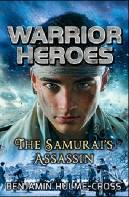 WARRIOR
HEROES
THE SAMURAI'S
ASSASSIN
BENJAMIN HULME-CROSS